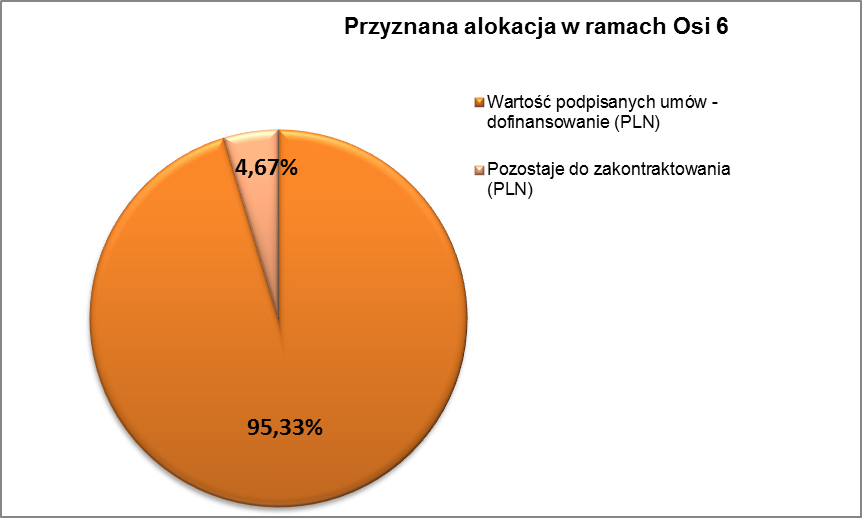 Przyznana alokacja w ramach Osi 6
Wartość podpisanych umów -
dofinansowanie (PLN)
Pozostaje do zakontraktowania
(PLN)
4,67%
95,33%